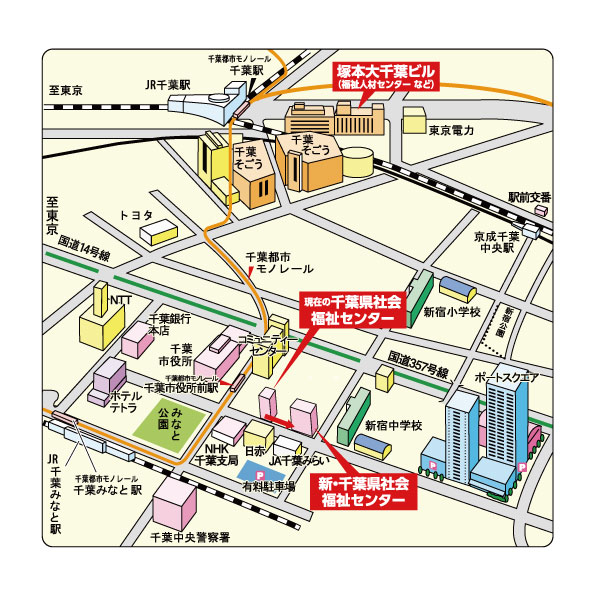 千葉都市モノレール
千葉駅
JR千葉駅
至東京
塚本大千葉ビル
(福祉人材センター など)
東京電力
千葉
そごう
千葉
そごう
駅前交番
京成千葉
中央駅
至東京
トヨタ
国道14号線
千葉都市
モノレール
現在の千葉県社会
福祉センター
新宿小学校
新宿公園
NTT
千葉銀行
本店
千葉
市役所
コミュニティー
センター
千葉都市モノレール
千葉市役所前駅
国道357号線
ポートスクエア
ホテル
テトラ
みなと
公園
NHK
千葉支局
日赤
JA千葉みらい
新宿中学校
P
有料駐車場
新・千葉県社会
福祉センター
P
P
JR
千葉みなと駅
千葉都市モノレール
千葉みなと駅
千葉中央警察署